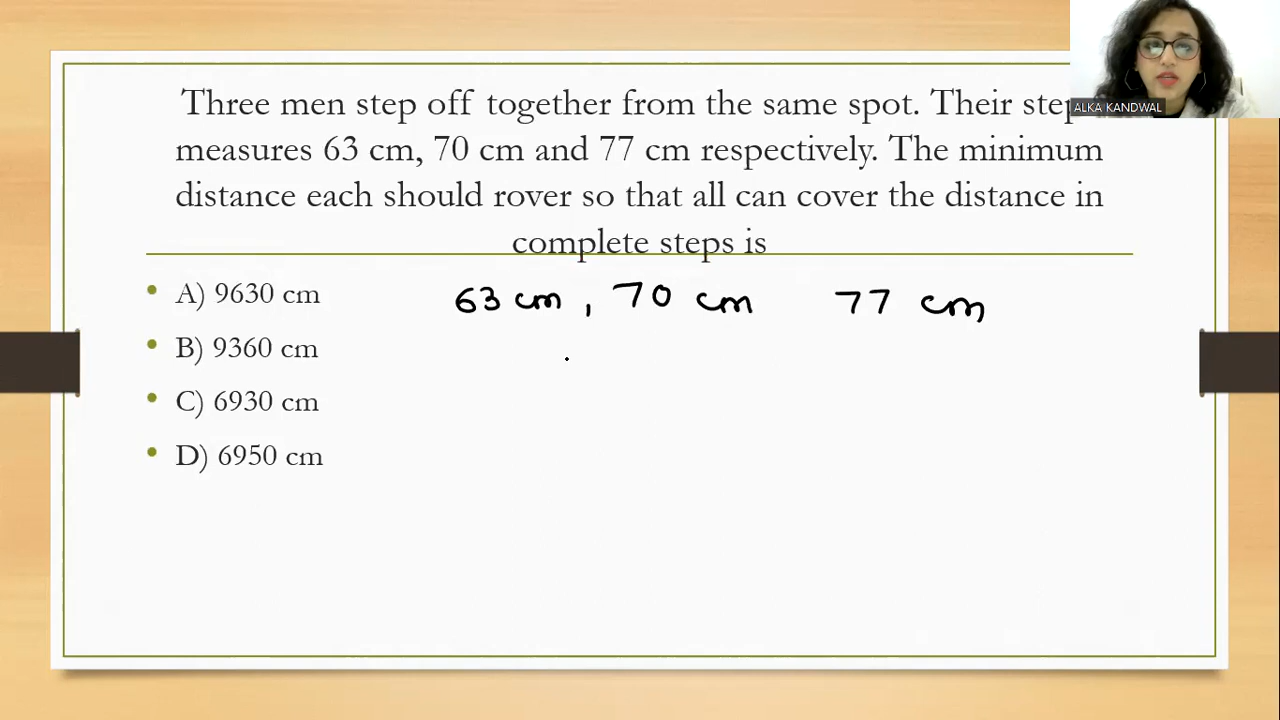 Three men step off together from the same spot. Their step
measures 63 cm, 70 cm and 77 cm respectively. The minimum
distance each should rover so that all can cover the distance in
complete steps is
A) 9630 cm
B) 9360 cm
C) 6930 cm
D) 6950 cm
63 cm , 70 cm 77 cm
ALKA KANDWAL